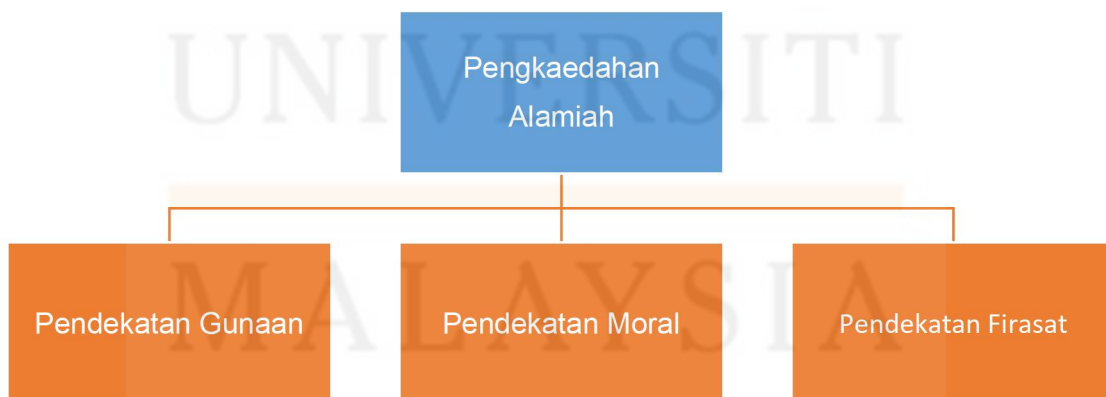 UNIVERSITI
Pengkaedahan
Alamiah
MALAYSIA
Pendekatan Gunaan
Pendekatan Moral
Pendekatan Firasat